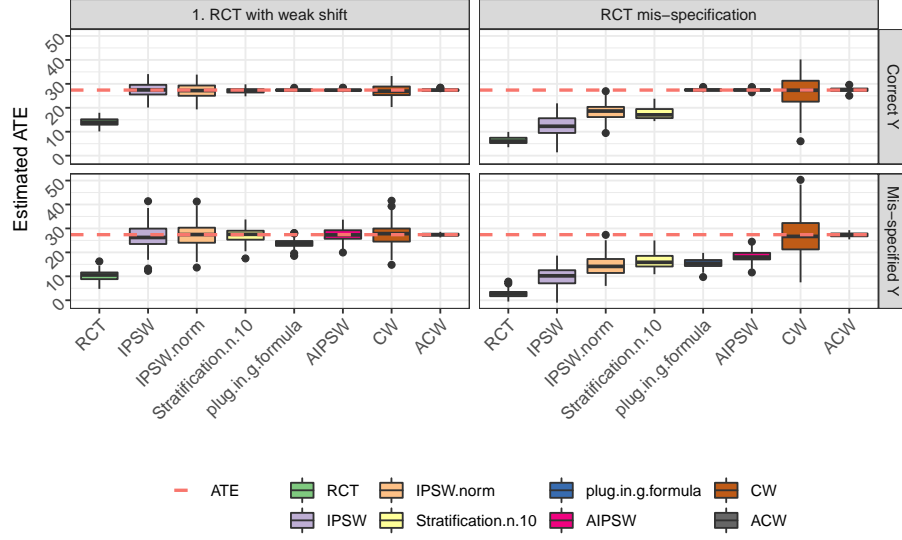 1. RCT with weak shift
RCT mis−specification
50
40
30
20
10
0
Correct Y
Estimated ATE
50
40
30
20
10
0
Mis−specified Y
RCT
IPSW
IPSW.norm
Stratification.n.10
plug.in.g.formula
AIPSW
CW
ACW
RCT
IPSW
IPSW.norm
Stratification.n.10
plug.in.g.formula
AIPSW
CW
ACW
ATE
RCT
IPSW.norm
plug.in.g.formula
CW
IPSW
Stratification.n.10
AIPSW
ACW